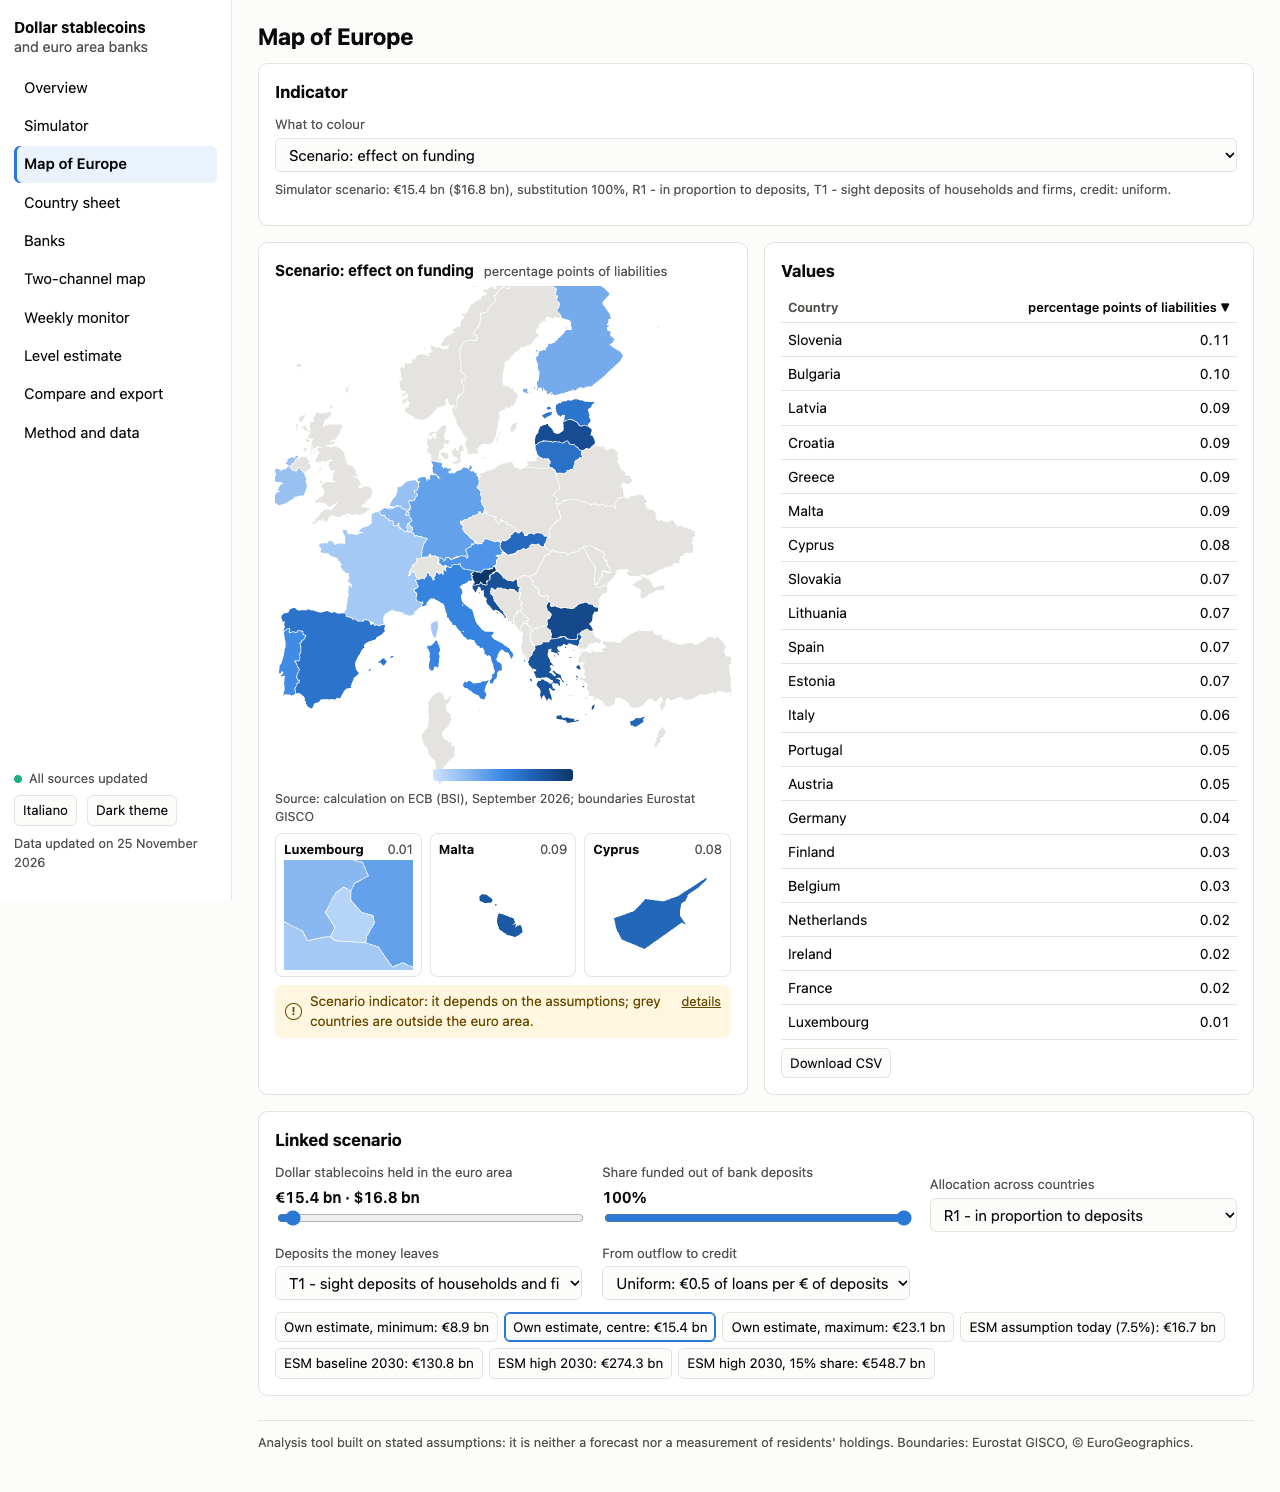 Dollar stablecoins
and euro area banks
Overview
Simulator
Map of Europe
Country sheet
Banks
Two-channel map
Weekly monitor
Level estimate
Compare and export
Method and data
All sources updated
Italiano
Dark theme
Data updated on 25 November
2026
Map of Europe
Indicator
What to colour
Scenario: effect on funding
Simulator scenario: €15.4 bn ($16.8 bn), substitution 100%, R1 - in proportion to deposits, T1 - sight deposits of households and firms, credit: uniform.
Scenario: effect on funding percentage points of liabilities
Source: calculation on ECB (BSI), September 2026; boundaries Eurostat
GISCO
Luxembourg 0.01
Malta 0.09
Cyprus 0.08
Scenario indicator: it depends on the assumptions; grey
countries are outside the euro area.
details
Values
Country percentage points of liabilities ▼
Slovenia 0.11
Bulgaria 0.10
Latvia 0.09
Croatia 0.09
Greece 0.09
Malta 0.09
Cyprus 0.08
Slovakia 0.07
Lithuania 0.07
Spain 0.07
Estonia 0.07
Italy 0.06
Portugal 0.05
Austria 0.05
Germany 0.04
Finland 0.03
Belgium 0.03
Netherlands 0.02
Ireland 0.02
France 0.02
Luxembourg 0.01
Download CSV
Linked scenario
Dollar stablecoins held in the euro area
€15.4 bn · $16.8 bn
Share funded out of bank deposits
100%
Allocation across countries
R1 - in proportion to deposits
Deposits the money leaves
T1 - sight deposits of households and fi
From outflow to credit
Uniform: €0.5 of loans per € of deposits
Own estimate, minimum: €8.9 bn
Own estimate, centre: €15.4 bn
Own estimate, maximum: €23.1 bn
ESM assumption today (7.5%): €16.7 bn
ESM baseline 2030: €130.8 bn
ESM high 2030: €274.3 bn
ESM high 2030, 15% share: €548.7 bn
Analysis tool built on stated assumptions: it is neither a forecast nor a measurement of residents' holdings. Boundaries: Eurostat GISCO, © EuroGeographics.